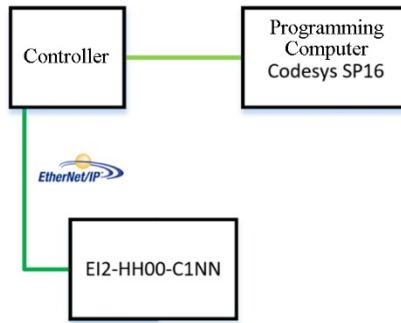 Controller
Programming
Computer
Codesys SP16
EtherNet/IP
EI2-HH00-C1NN